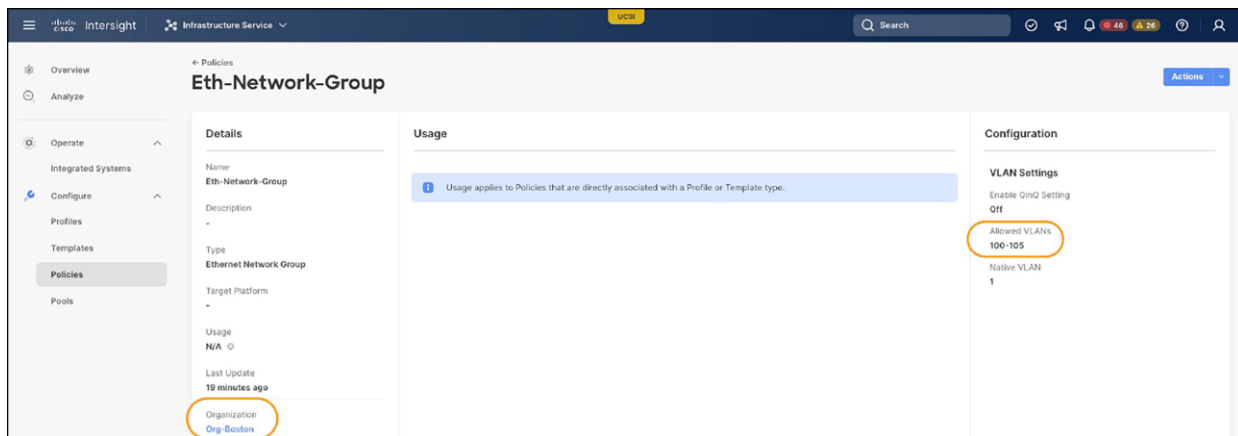 CISCO Intersight Infrastructure Service UCSI Search 46 26
Overview
Analyze
Operate
Integrated Systems
Configure
Profiles
Templates
Policies
Pools
← Policies
Eth-Network-Group
Actions
Details
Name
Eth-Network-Group
Description
-
Type
Ethernet Network Group
Target Platform
-
Usage
N/A
Last Update
19 minutes ago
Organization
Org-Boston
Usage
Usage applies to Policies that are directly associated with a Profile or Template type.
Configuration
VLAN Settings
Enable QinQ Setting
Off
Allowed VLANs
100-105
Native VLAN
1